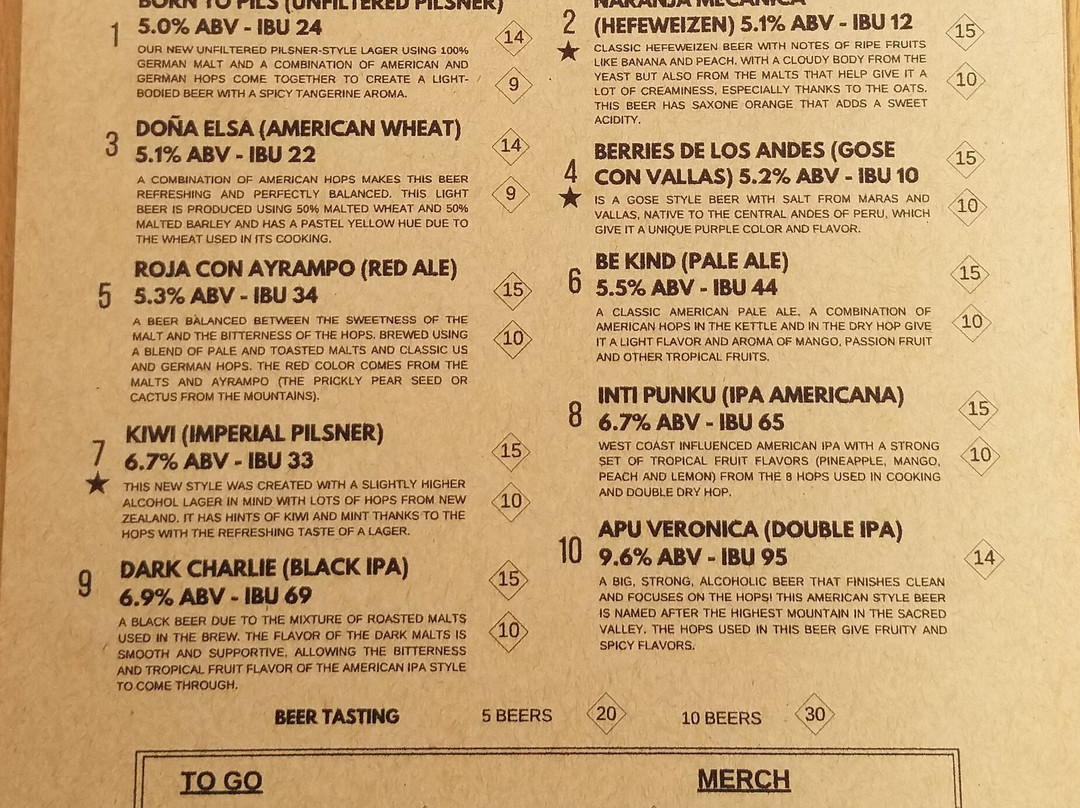 BORN TO PILS (UNFILTERED PILSNER)
1
5.0% ABV - IBU 24
14
OUR NEW UNFILTERED PILSNER-STYLE LAGER USING 100%
GERMAN MALT AND A COMBINATION OF AMERICAN AND
GERMAN HOPS COME TOGETHER TO CREATE A LIGHT-
BODIED BEER WITH A SPICY TANGERINE AROMA.
9
3
DOÑA ELSA (AMERICAN WHEAT)
5.1% ABV - IBU 22
14
A COMBINATION OF AMERICAN HOPS MAKES THIS BEER
REFRESHING AND PERFECTLY BALANCED. THIS LIGHT
BEER IS PRODUCED USING 50% MALTED WHEAT AND 50%
MALTED BARLEY AND HAS A PASTEL YELLOW HUE DUE TO
THE WHEAT USED IN ITS COOKING.
9
5
ROJA CON AYRAMPO (RED ALE)
5.3% ABV - IBU 34
15
A BEER BALANCED BETWEEN THE SWEETNESS OF THE
MALT AND THE BITTERNESS OF THE HOPS. BREWED USING
A BLEND OF PALE AND TOASTED MALTS AND CLASSIC US
AND GERMAN HOPS. THE RED COLOR COMES FROM THE
MALTS AND AYRAMPO (THE PRICKLY PEAR SEED OR
CACTUS FROM THE MOUNTAINS).
10
7
KIWI (IMPERIAL PILSNER)
6.7% ABV - IBU 33
15
THIS NEW STYLE WAS CREATED WITH A SLIGHTLY HIGHER
ALCOHOL LAGER IN MIND WITH LOTS OF HOPS FROM NEW
ZEALAND. IT HAS HINTS OF KIWI AND MINT THANKS TO THE
HOPS WITH THE REFRESHING TASTE OF A LAGER.
10
9
DARK CHARLIE (BLACK IPA)
6.9% ABV - IBU 69
15
A BLACK BEER DUE TO THE MIXTURE OF ROASTED MALTS
USED IN THE BREW. THE FLAVOR OF THE DARK MALTS IS
SMOOTH AND SUPPORTIVE, ALLOWING THE BITTERNESS
AND TROPICAL FRUIT FLAVOR OF THE AMERICAN IPA STYLE
TO COME THROUGH.
10
NARANJA MECANICA
2
(HEFEWEIZEN) 5.1% ABV - IBU 12
15
CLASSIC HEFEWEIZEN BEER WITH NOTES OF RIPE FRUITS
LIKE BANANA AND PEACH. WITH A CLOUDY BODY FROM THE
YEAST BUT ALSO FROM THE MALTS THAT HELP GIVE IT A
LOT OF CREAMINESS, ESPECIALLY THANKS TO THE OATS.
THIS BEER HAS SAXONE ORANGE THAT ADDS A SWEET
ACIDITY.
10
4
BERRIES DE LOS ANDES (GOSE
CON VALLAS) 5.2% ABV - IBU 10
15
IS A GOSE STYLE BEER WITH SALT FROM MARAS AND
VALLAS, NATIVE TO THE CENTRAL ANDES OF PERU, WHICH
GIVE IT A UNIQUE PURPLE COLOR AND FLAVOR.
10
6
BE KIND (PALE ALE)
5.5% ABV - IBU 44
15
A CLASSIC AMERICAN PALE ALE. A COMBINATION OF
AMERICAN HOPS IN THE KETTLE AND IN THE DRY HOP GIVE
IT A LIGHT FLAVOR AND AROMA OF MANGO, PASSION FRUIT
AND OTHER TROPICAL FRUITS.
10
8
INTI PUNKU (IPA AMERICANA)
6.7% ABV - IBU 65
15
WEST COAST INFLUENCED AMERICAN IPA WITH A STRONG
SET OF TROPICAL FRUIT FLAVORS (PINEAPPLE, MANGO,
PEACH AND LEMON) FROM THE 8 HOPS USED IN COOKING
AND DOUBLE DRY HOP.
10
10
APU VERONICA (DOUBLE IPA)
9.6% ABV - IBU 95
14
A BIG, STRONG, ALCOHOLIC BEER THAT FINISHES CLEAN
AND FOCUSES ON THE HOPS! THIS AMERICAN STYLE BEER
IS NAMED AFTER THE HIGHEST MOUNTAIN IN THE SACRED
VALLEY. THE HOPS USED IN THIS BEER GIVE FRUITY AND
SPICY FLAVORS.
BEER TASTING 5 BEERS 20 10 BEERS 30
TO GO
MERCH